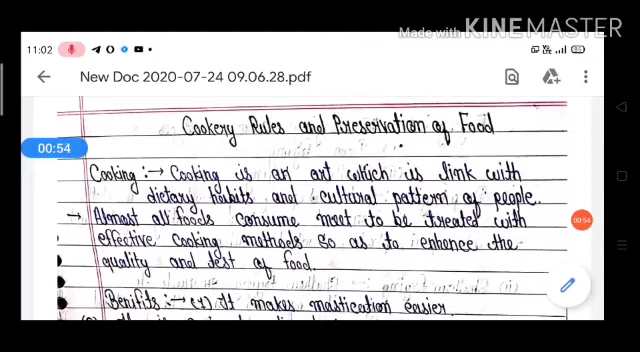 Made with KINEMASTER
11:02
New Doc 2020-07-24 09.06.28.pdf
Cookery Rules and Preservation of Food
00:54
Cooking :→ Cooking is an art which is link with
dietary habits and cultural pattern of people.
→ Almost all foods consume meet to be treated with
00:54
effective cooking methods so as to enhence the
quality and test of food.
Benifits :→ (1) It makes mastication easier.